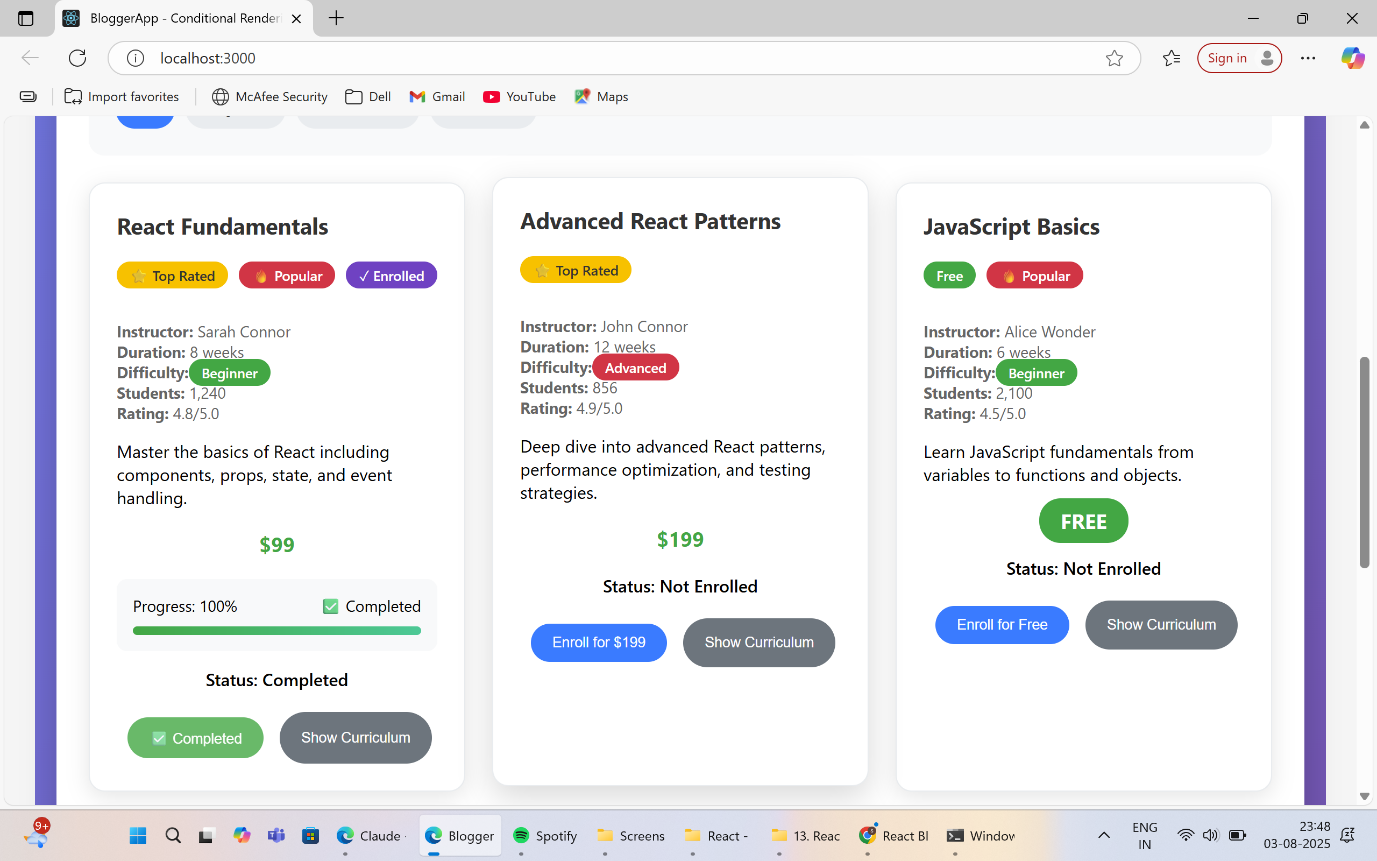 BloggerApp - Conditional Render
localhost:3000
Sign in
Import favorites
McAfee Security
Dell
Gmail
YouTube
Maps
React Fundamentals
⭐ Top Rated
🔥 Popular
✓ Enrolled
Instructor: Sarah Connor
Duration: 8 weeks
Difficulty: Beginner
Students: 1,240
Rating: 4.8/5.0
Master the basics of React including
components, props, state, and event
handling.
$99
Progress: 100%
✅ Completed
Status: Completed
✅ Completed
Show Curriculum
Advanced React Patterns
⭐ Top Rated
Instructor: John Connor
Duration: 12 weeks
Difficulty: Advanced
Students: 856
Rating: 4.9/5.0
Deep dive into advanced React patterns,
performance optimization, and testing
strategies.
$199
Status: Not Enrolled
Enroll for $199
Show Curriculum
JavaScript Basics
Free
🔥 Popular
Instructor: Alice Wonder
Duration: 6 weeks
Difficulty: Beginner
Students: 2,100
Rating: 4.5/5.0
Learn JavaScript fundamentals from
variables to functions and objects.
FREE
Status: Not Enrolled
Enroll for Free
Show Curriculum
9+
Claude
Blogger
Spotify
Screens
React -
13. Reac
React Bl
Window
ENG
IN
23:48
03-08-2025